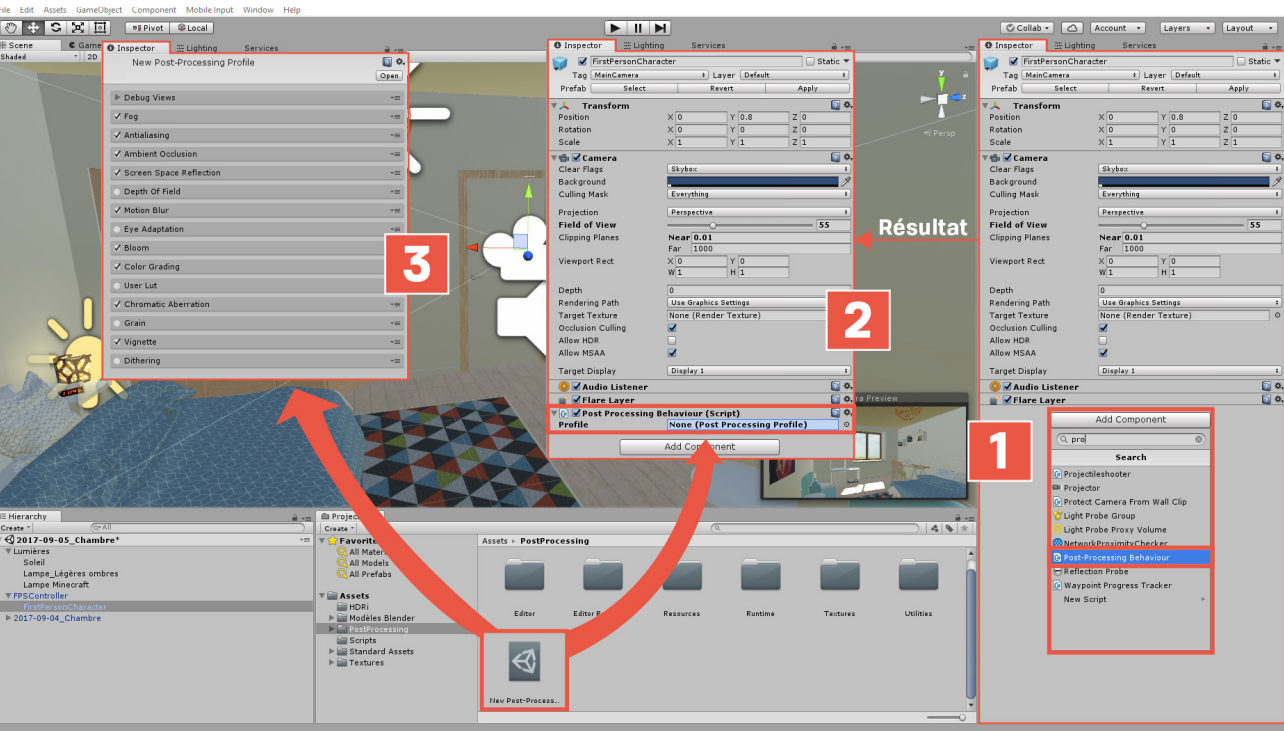 File Edit Assets GameObject Component Mobile Input Window Help
Pivot Local Collab Account Layers Layout
Scene Game
Shaded 2D
Inspector Lighting Services
New Post-Processing Profile
Open
Debug Views
Fog
Antialiasing
Ambient Occlusion
Screen Space Reflection
Depth Of Field
Motion Blur
Eye Adaptation
Bloom
Color Grading
User Lut
Chromatic Aberration
Grain
Vignette
Dithering
3
Persp
y
z
Inspector Lighting Services
FirstPersonCharacter Static
Tag MainCamera Layer Default
Prefab Select Revert Apply
Transform
Position X 0 Y 0.8 Z 0
Rotation X 0 Y 0 Z 0
Scale X 1 Y 1 Z 1
Camera
Clear Flags Skybox
Background
Culling Mask Everything
Projection Perspective
Field of View 55
Clipping Planes Near 0.01
Far 1000
Viewport Rect X 0 Y 0
W 1 H 1
Depth 0
Rendering Path Use Graphics Settings
Target Texture None (Render Texture)
Occlusion Culling
Allow HDR
Allow MSAA
Target Display Display 1
Audio Listener
Flare Layer
Post Processing Behaviour (Script)
Profile None (Post Processing Profile)
Add Component
2
Résultat
ra Preview
Inspector Lighting Services
FirstPersonCharacter Static
Tag MainCamera Layer Default
Prefab Select Revert Apply
Transform
Position X 0 Y 0.8 Z 0
Rotation X 0 Y 0 Z 0
Scale X 1 Y 1 Z 1
Camera
Clear Flags Skybox
Background
Culling Mask Everything
Projection Perspective
Field of View 55
Clipping Planes Near 0.01
Far 1000
Viewport Rect X 0 Y 0
W 1 H 1
Depth 0
Rendering Path Use Graphics Settings
Target Texture None (Render Texture)
Occlusion Culling
Allow HDR
Allow MSAA
Target Display Display 1
Audio Listener
Flare Layer
1
Add Component
pro
Search
Projectileshooter
Projector
Protect Camera From Wall Clip
Light Probe Group
Light Probe Proxy Volume
NetworkProximityChecker
Post-Processing Behaviour
Reflection Probe
Waypoint Progress Tracker
New Script
Hierarchy
Create All
2017-09-05_Chambre*
Lumières
Soleil
Lampe_Légères ombres
Lampe Minecraft
FPSController
FirstPersonCharacter
2017-09-04_Chambre
Project
Create
Favorite
All Mater
All Models
All Prefabs
Assets
HDRi
Modèles Blender
PostProcessing
Scripts
Standard Assets
Textures
Assets PostProcessing
Editor Editor R Resources Runtime Textures Utilities
New Post-Process...